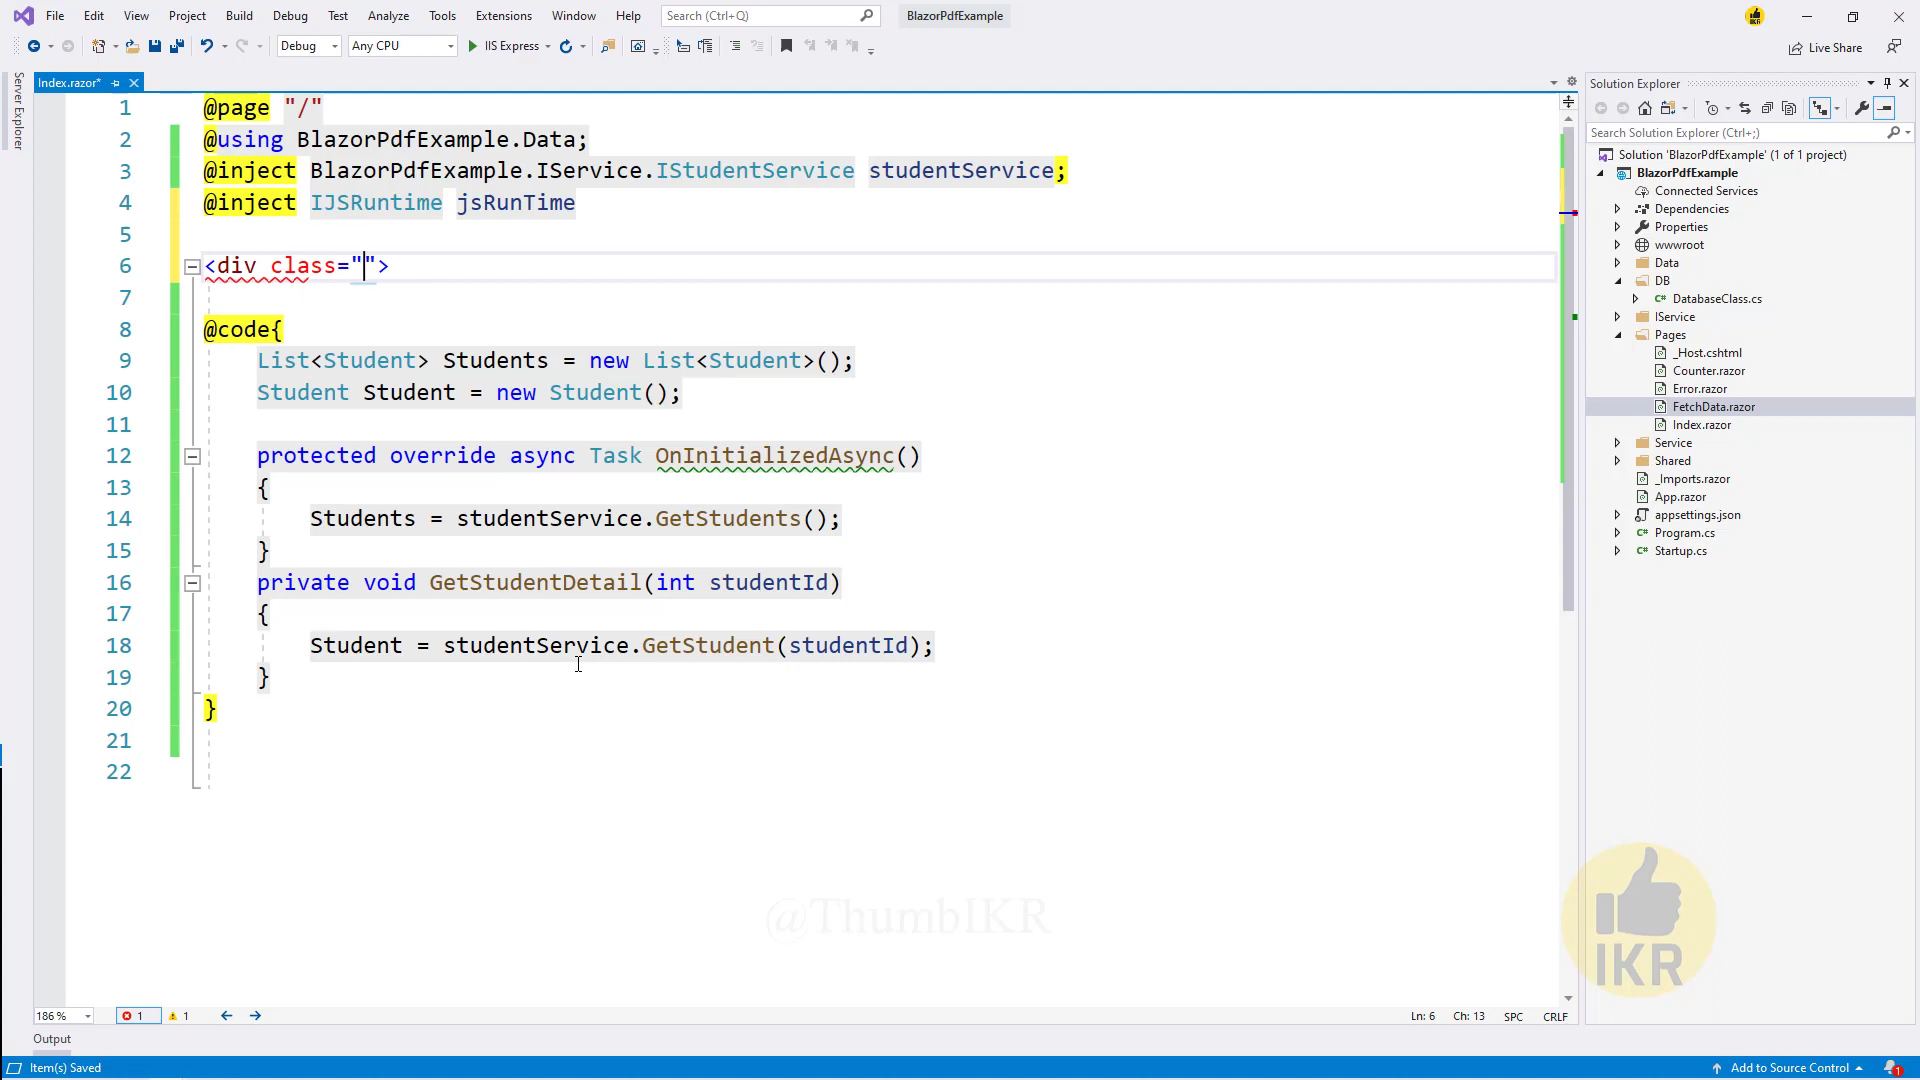 File Edit View Project Build Debug Test Analyze Tools Extensions Window Help Search (Ctrl+Q) BlazorPdfExample
Debug Any CPU IIS Express Live Share
Server Explorer
Index.razor*
1 @page "/"
2 @using BlazorPdfExample.Data;
3 @inject BlazorPdfExample.IService.IStudentService studentService;
4 @inject IJSRuntime jsRunTime
5
6 <div class="">
7
8 @code{
9 List<Student> Students = new List<Student>();
10 Student Student = new Student();
11
12 protected override async Task OnInitializedAsync()
13 {
14 Students = studentService.GetStudents();
15 }
16 private void GetStudentDetail(int studentId)
17 {
18 Student = studentService.GetStudent(studentId);
19 }
20 }
21
22
@ThumbIKR
Solution Explorer
Search Solution Explorer (Ctrl+;)
Solution 'BlazorPdfExample' (1 of 1 project)
BlazorPdfExample
Connected Services
Dependencies
Properties
wwwroot
Data
DB
C# DatabaseClass.cs
IService
Pages
_Host.cshtml
Counter.razor
Error.razor
FetchData.razor
Index.razor
Service
Shared
_Imports.razor
App.razor
appsettings.json
C# Program.cs
C# Startup.cs
IKR
186 % 1 1 Ln: 6 Ch: 13 SPC CRLF
Output
Item(s) Saved Add to Source Control 1